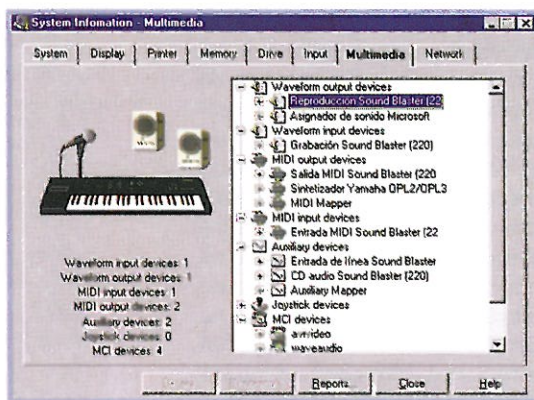 System Infomation - Multimedia
System Display Printer Memory Drive Input Multimedia Network
Waveform output devices
Reproducción Sound Blaster [22
Asignador de sonido Microsoft
Waveform input devices
Grabación Sound Blaster [220]
MIDI output devices
Salida MIDI Sound Blaster [220
Sintetizador Yamaha OPL2/OPL3
MIDI Mapper
MIDI input devices
Entrada MIDI Sound Blaster [22
Auxiliary devices
Entrada de línea Sound Blaster
CD audio Sound Blaster [220]
Auxiliary Mapper
Joystick devices
MCI devices
avivideo
waveaudio
Waveform input devices: 1
Waveform output devices: 1
MIDI input devices: 1
MIDI output devices: 2
Auxiliary devices: 2
Joystick devices: 0
MCI devices: 4
Reports... Close Help